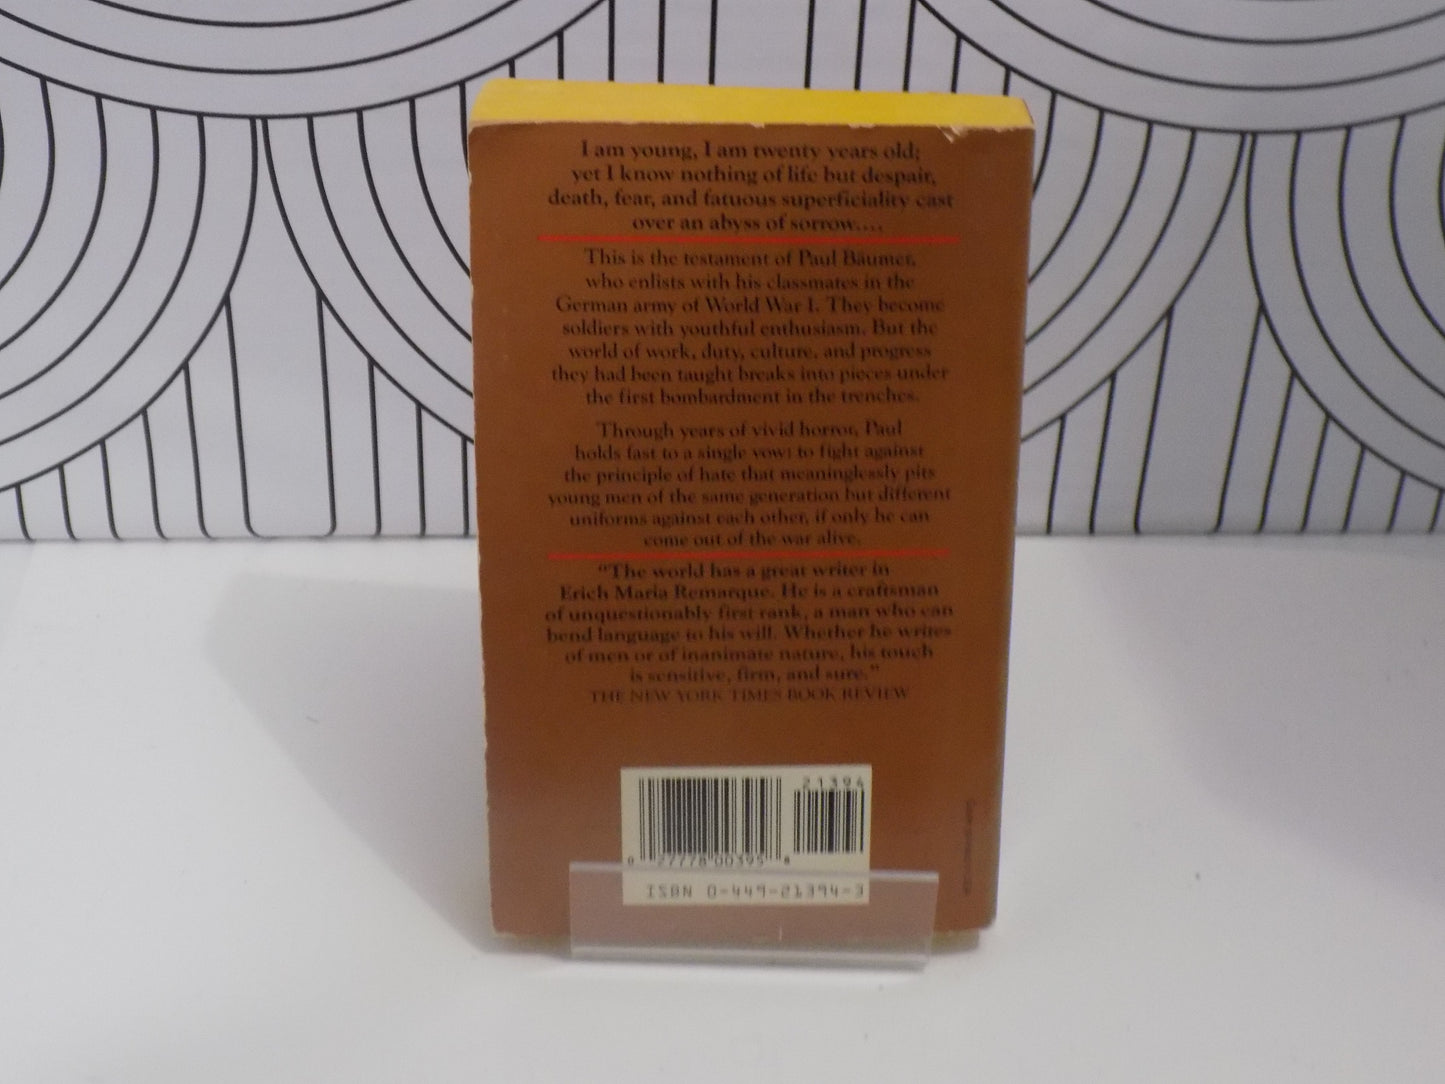 I am young, I am twenty years old;
yet I know nothing of life but despair,
death, fear, and fatuous superficiality cast
over an abyss of sorrow....
This is the testament of Paul Bäumer,
who enlists with his classmates in the
German army of World War I. They become
soldiers with youthful enthusiasm. But the
world of work, duty, culture, and progress
they had been taught breaks into pieces under
the first bombardment in the trenches.
Through years of vivid horror, Paul
holds fast to a single vow: to fight against
the principle of hate that meaninglessly pits
young men of the same generation but different
uniforms against each other, if only he can
come out of the war alive.
"The world has a great writer in
Erich Maria Remarque. He is a craftsman
of unquestionably first rank, a man who can
bend language to his will. Whether he writes
of men or of inanimate nature, his touch
is sensitive, firm, and sure."
THE NEW YORK TIMES BOOK REVIEW
21394
0 27778 00395 8
ISBN 0-449-21394-3